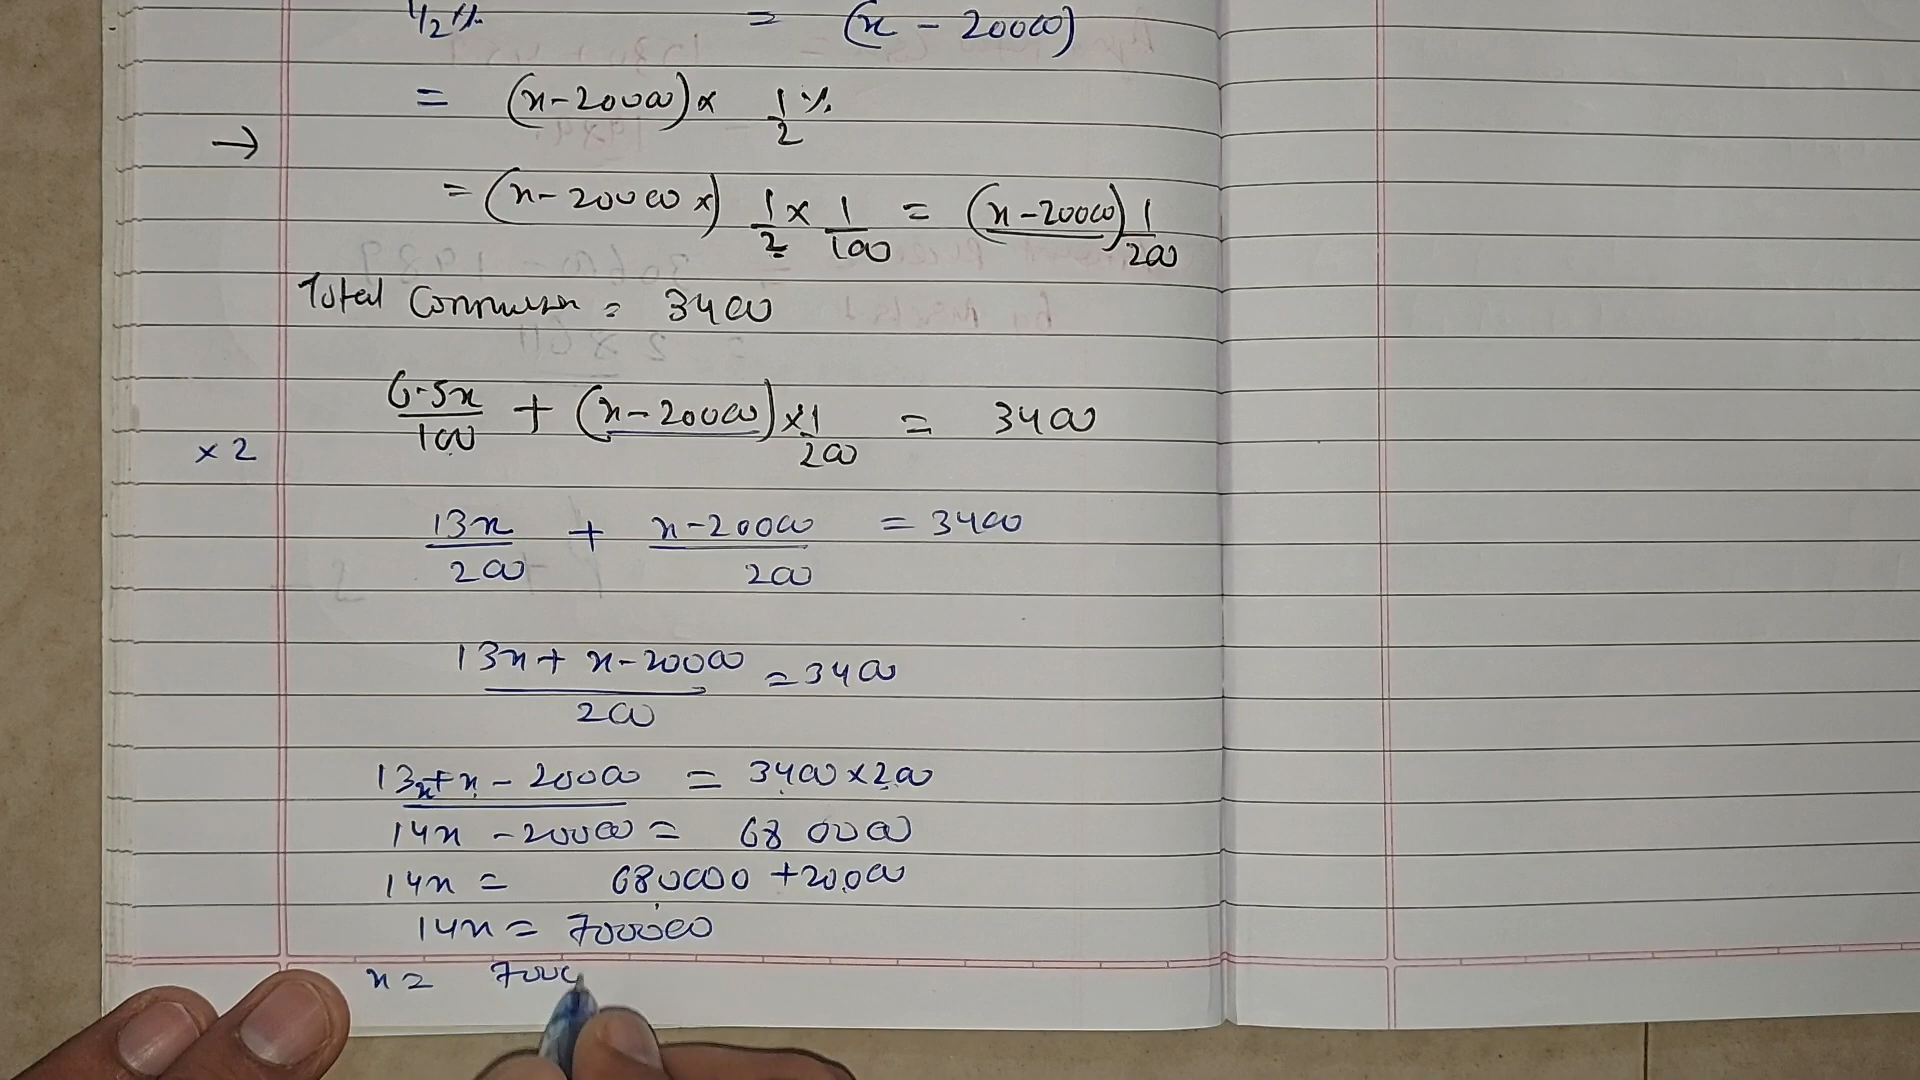 1/2 % = (x - 20000)
= (x-20000) x 1/2 %
→
= (x-20000 x) 1/2 x 1/100 = (x-20000) 1/200
Total Commission = 3400
6.5x/100 + (x-20000) x 1/200 = 3400
x 2
13x/200 + x-20000/200 = 3400
13x + x-20000/200 = 3400
13x+x - 20000 = 3400 x 200
14x - 20000 = 680000
14x = 680000 + 20000
14x = 700000
x = 7000